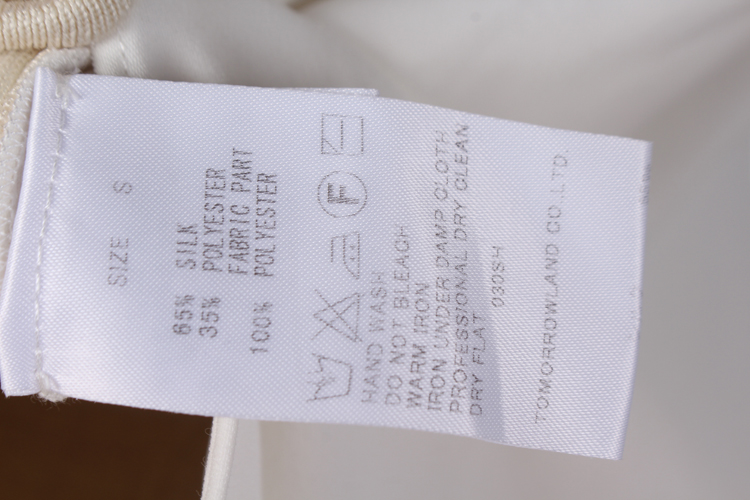 SIZE S
65% SILK
35% POLYESTER
FABRIC PART
100% POLYESTER
F
HAND WASH
DO NOT BLEACH
WARM IRON
IRON UNDER DAMP CLOTH
PROFESSIONAL DRY CLEAN
DRY FLAT
030SH
TOMORROWLAND CO.,LTD.